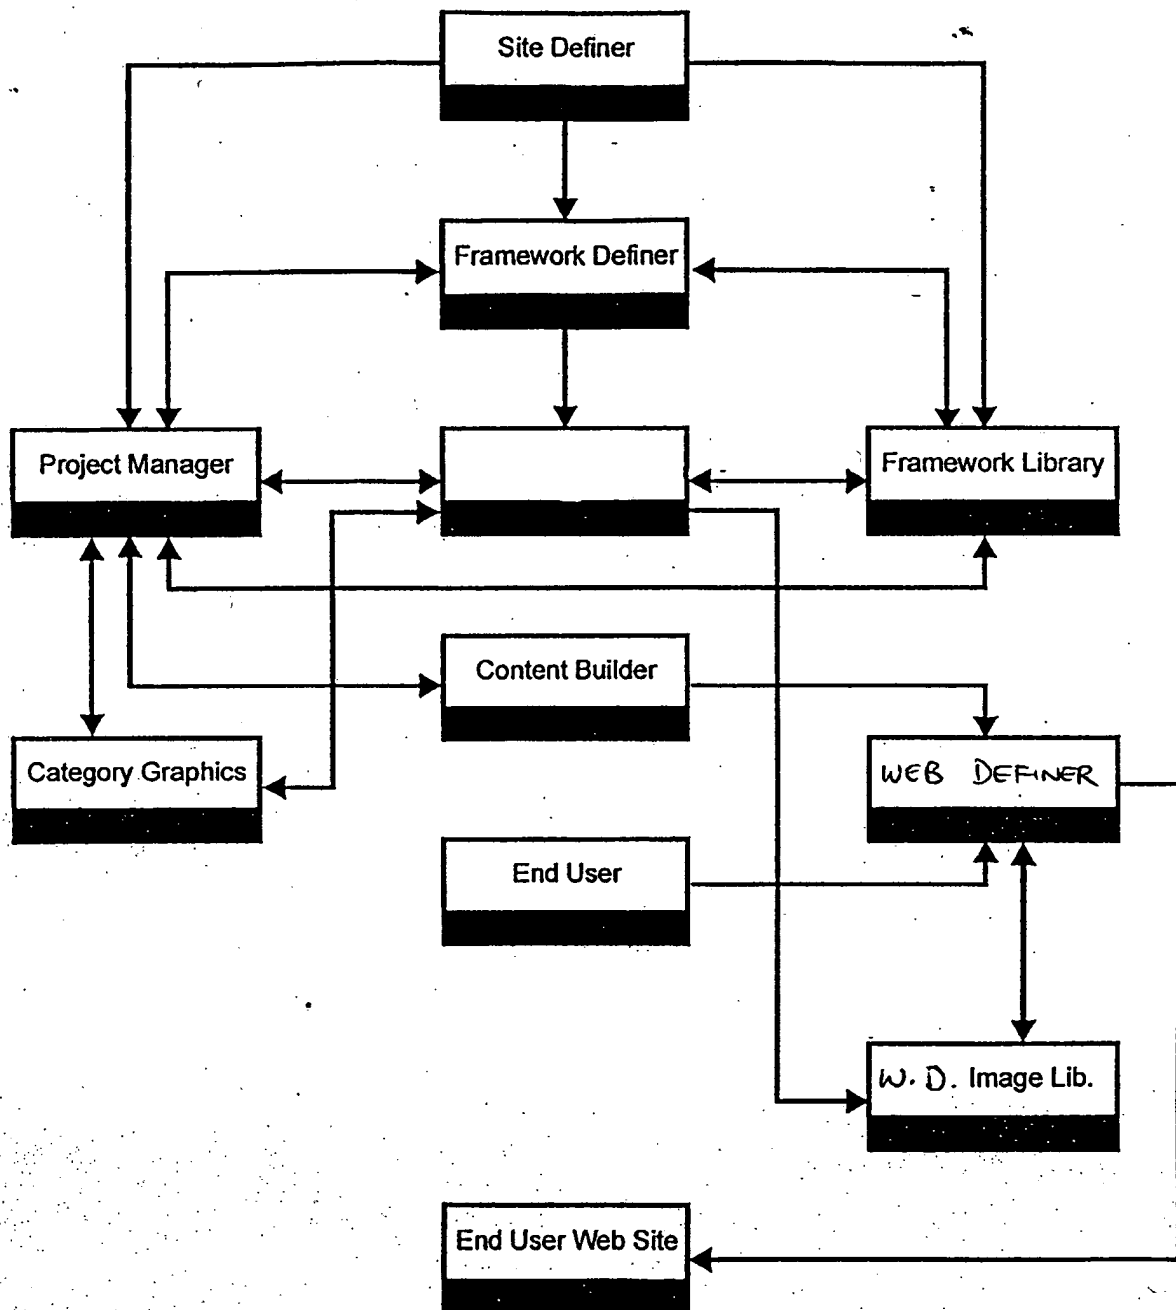 Site Definer
Framework Definer
Project Manager
Framework Library
Content Builder
Category Graphics
WEB DEFINER
End User
W.D. Image Lib.
End User Web Site